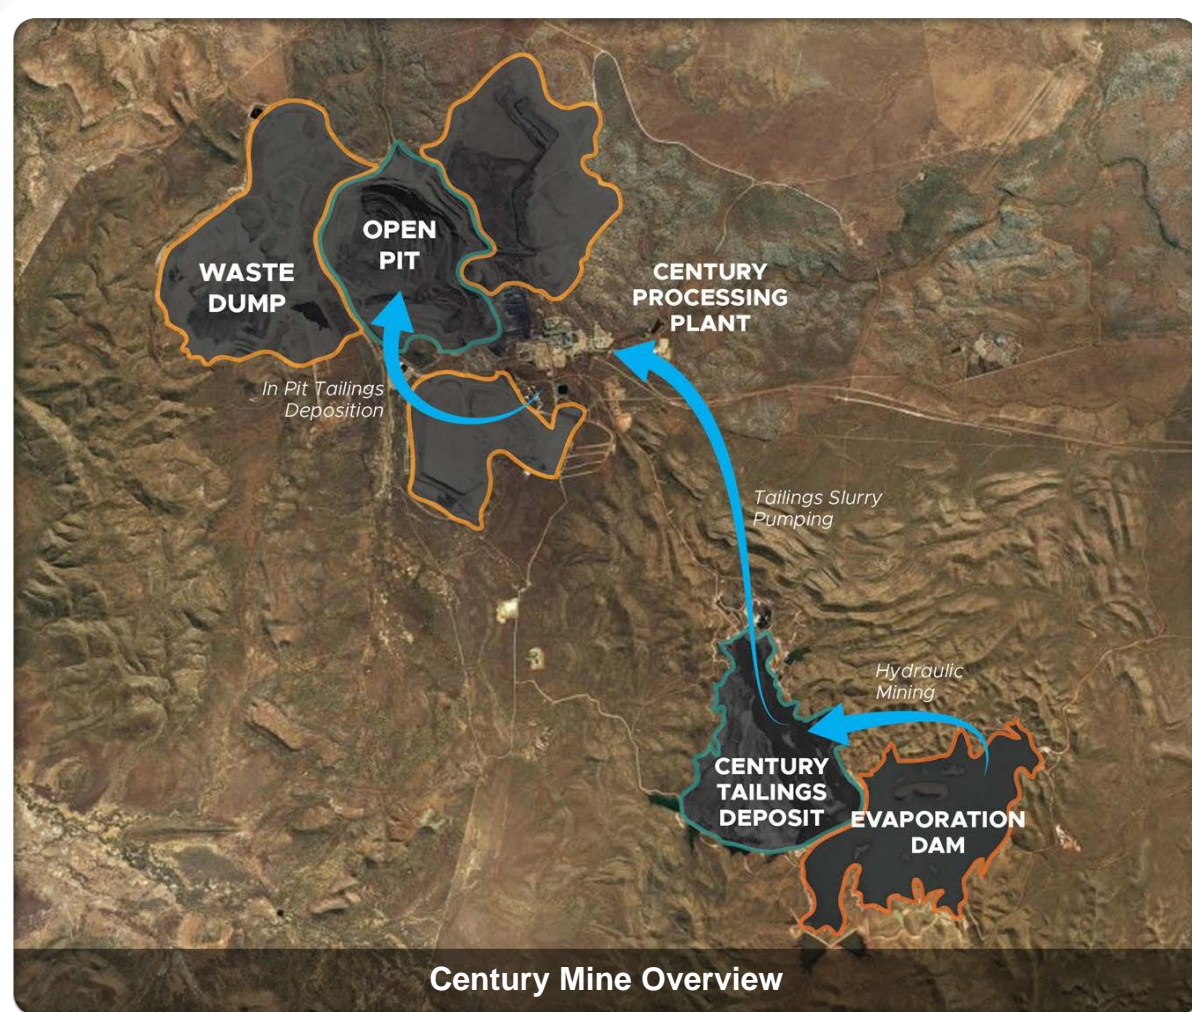 OPEN
PIT
WASTE
DUMP
CENTURY
PROCESSING
PLANT
In Pit Tailings
Deposition
Tailings Slurry
Pumping
Hydraulic
Mining
CENTURY
TAILINGS
DEPOSIT
EVAPORATION
DAM
Century Mine Overview